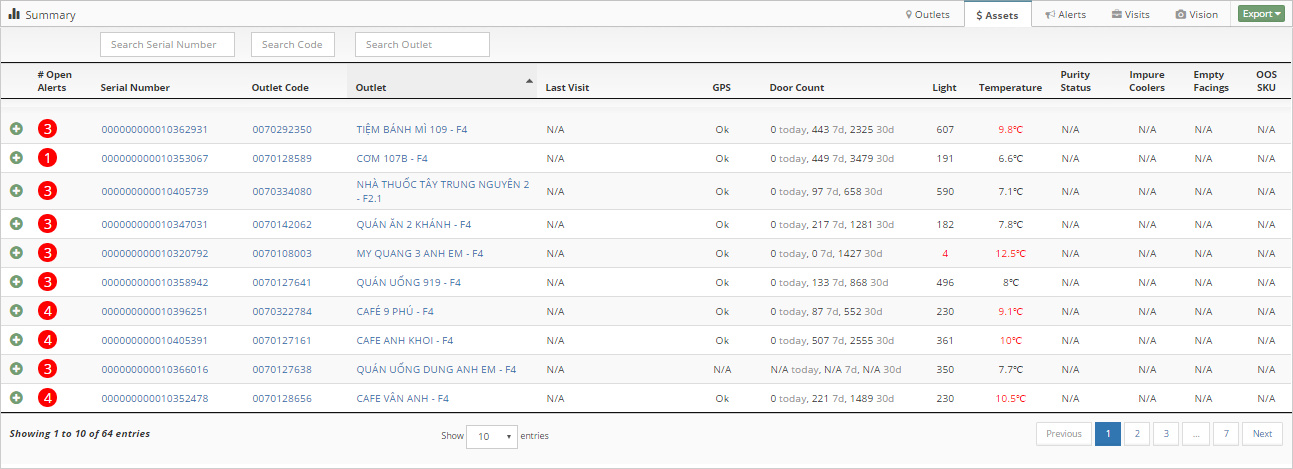 Summary
Outlets
$ Assets
Alerts
Visits
Vision
Export
Search Serial Number
Search Code
Search Outlet
# Open Alerts Serial Number Outlet Code Outlet Last Visit GPS Door Count Light Temperature Purity Status Impure Coolers Empty Facings OOS SKU
3 000000000010362931 0070292350 TIỆM BÁNH MÌ 109 - F4 N/A Ok 0 today, 443 7d, 2325 30d 607 9.8℃ N/A N/A N/A N/A
1 000000000010353067 0070128589 CƠM 107B - F4 N/A Ok 0 today, 449 7d, 3479 30d 191 6.6℃ N/A N/A N/A N/A
3 000000000010405739 0070334080 NHÀ THUỐC TÂY TRUNG NGUYÊN 2 - F2.1 N/A Ok 0 today, 97 7d, 658 30d 590 7.1℃ N/A N/A N/A N/A
3 000000000010347031 0070142062 QUÁN ĂN 2 KHÁNH - F4 N/A Ok 0 today, 217 7d, 1281 30d 182 7.8℃ N/A N/A N/A N/A
3 000000000010320792 0070108003 MY QUANG 3 ANH EM - F4 N/A Ok 0 today, 0 7d, 1427 30d 4 12.5℃ N/A N/A N/A N/A
3 000000000010358942 0070127641 QUÁN UỐNG 919 - F4 N/A Ok 0 today, 133 7d, 868 30d 496 8℃ N/A N/A N/A N/A
4 000000000010396251 0070322784 CAFÉ 9 PHÚ - F4 N/A Ok 0 today, 87 7d, 552 30d 230 9.1℃ N/A N/A N/A N/A
4 000000000010405391 0070127161 CAFE ANH KHOI - F4 N/A Ok 0 today, 507 7d, 2555 30d 361 10℃ N/A N/A N/A N/A
3 000000000010366016 0070127638 QUÁN UỐNG DUNG ANH EM - F4 N/A N/A N/A today, N/A 7d, N/A 30d 350 7.7℃ N/A N/A N/A N/A
4 000000000010352478 0070128656 CAFE VÂN ANH - F4 N/A Ok 0 today, 221 7d, 1489 30d 230 10.5℃ N/A N/A N/A N/A
Showing 1 to 10 of 64 entries
Show 10 entries
Previous 1 2 3 ... 7 Next